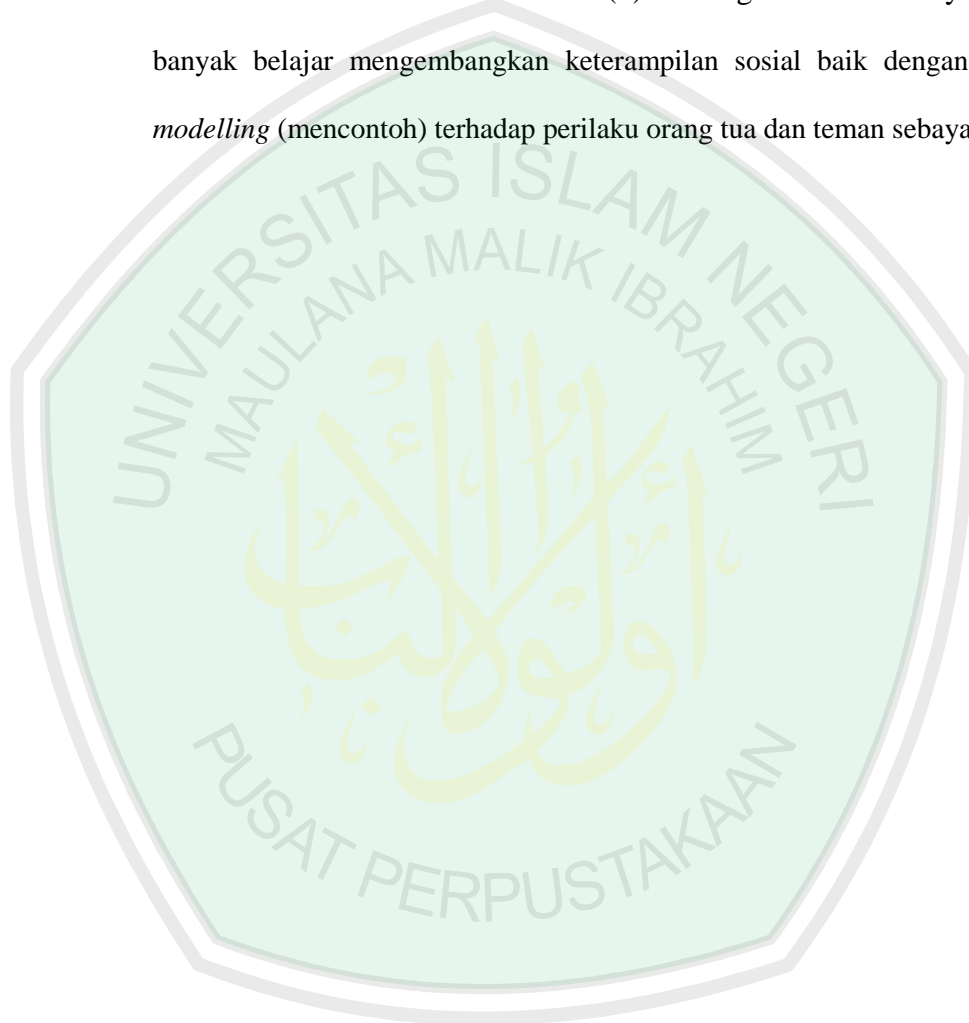 banyak belajar mengembangkan keterampilan sosial baik dengan
modelling (mencontoh) terhadap perilaku orang tua dan teman sebaya
UNIVERSITAS ISLAM NEGERI
MAULANA MALIK IBRAHIM
PUSAT PERPUSTAKAAN